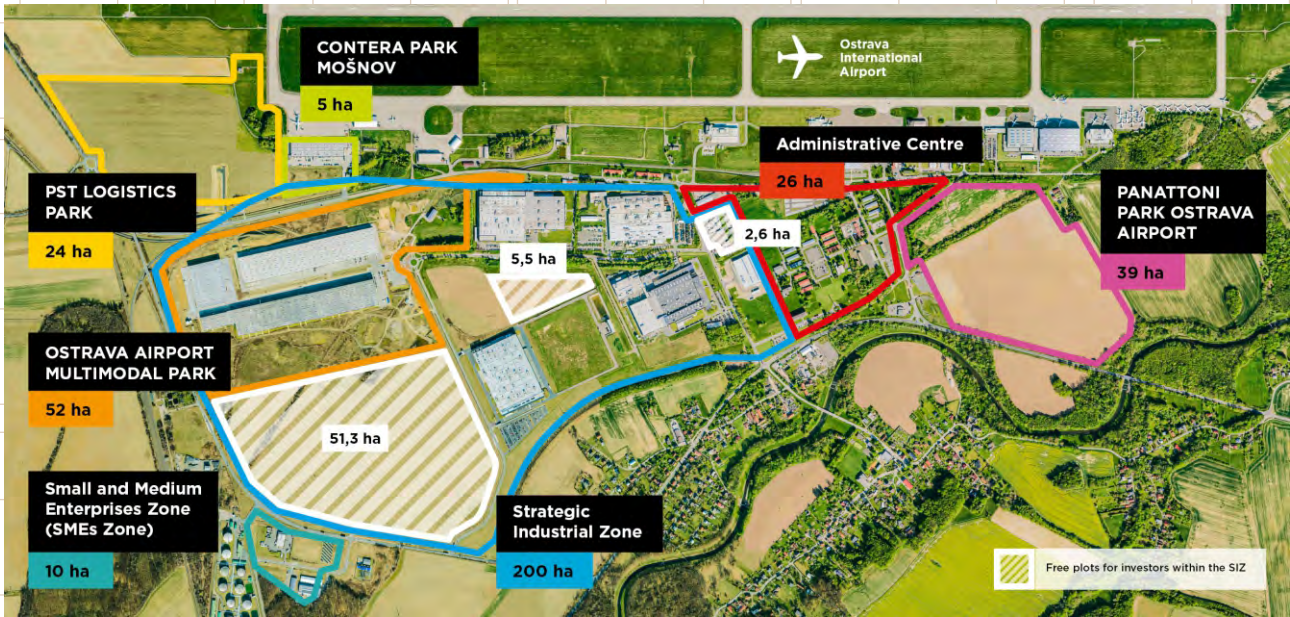 CONTERA PARK
MOŠNOV
5 ha
Ostrava
International
Airport
Administrative Centre
26 ha
PST LOGISTICS
PARK
24 ha
PANATTONI
PARK OSTRAVA
AIRPORT
39 ha
2,6 ha
5,5 ha
OSTRAVA AIRPORT
MULTIMODAL PARK
52 ha
51,3 ha
Small and Medium
Enterprises Zone
(SMEs Zone)
10 ha
Strategic
Industrial Zone
200 ha
Free plots for investors within the SIZ